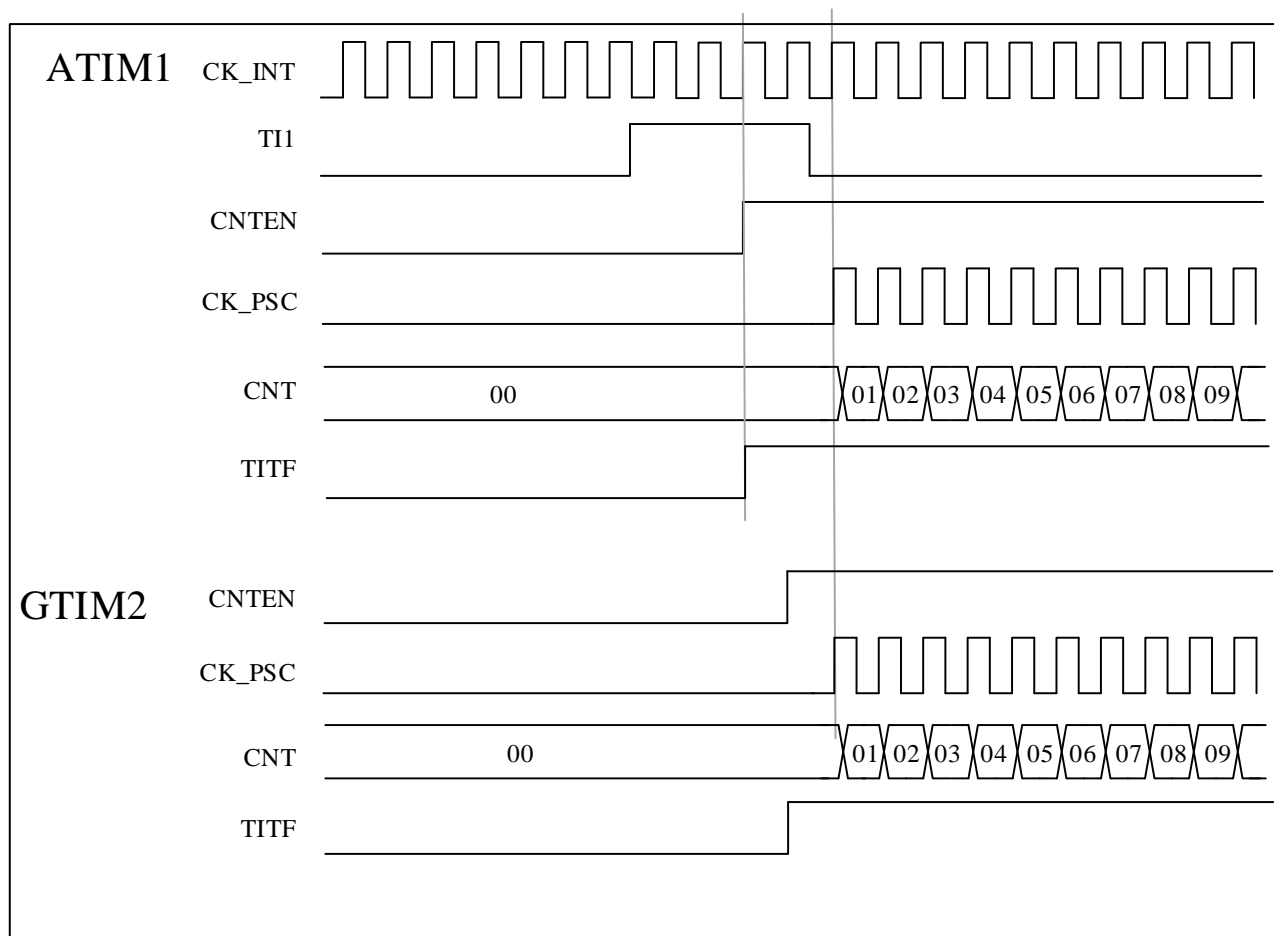 ATIM1
CK_INT
TI1
CNTEN
CK_PSC
CNT 00 01 02 03 04 05 06 07 08 09
TITF
GTIM2
CNTEN
CK_PSC
CNT 00 01 02 03 04 05 06 07 08 09
TITF